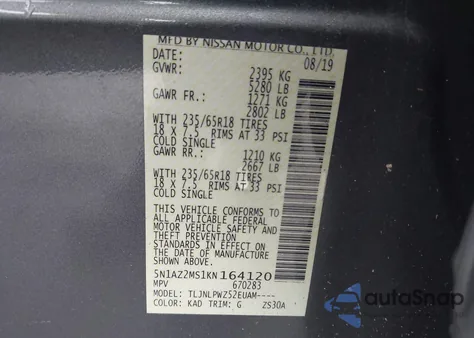 MFD BY NISSAN MOTOR CO., LTD.
DATE: 08/19
GVWR: 2395 KG
5280 LB
GAWR FR.: 1271 KG
2802 LB
WITH 235/65R18 TIRES
18 X 7.5 RIMS AT 33 PSI
COLD SINGLE
GAWR RR.: 1210 KG
2667 LB
WITH 235/65R18 TIRES
18 X 7.5 RIMS AT 33 PSI
COLD SINGLE
THIS VEHICLE CONFORMS TO
ALL APPLICABLE FEDERAL
MOTOR VEHICLE SAFETY AND
THEFT PREVENTION
STANDARDS IN EFFECT ON
THE DATE OF MANUFACTURE
SHOWN ABOVE.
5N1AZ2MS1KN164120
MPV 670283
MODEL: TLJNLPWZ52EUAM----
COLOR: KAD TRIM: G ZS30A
AutoSnap